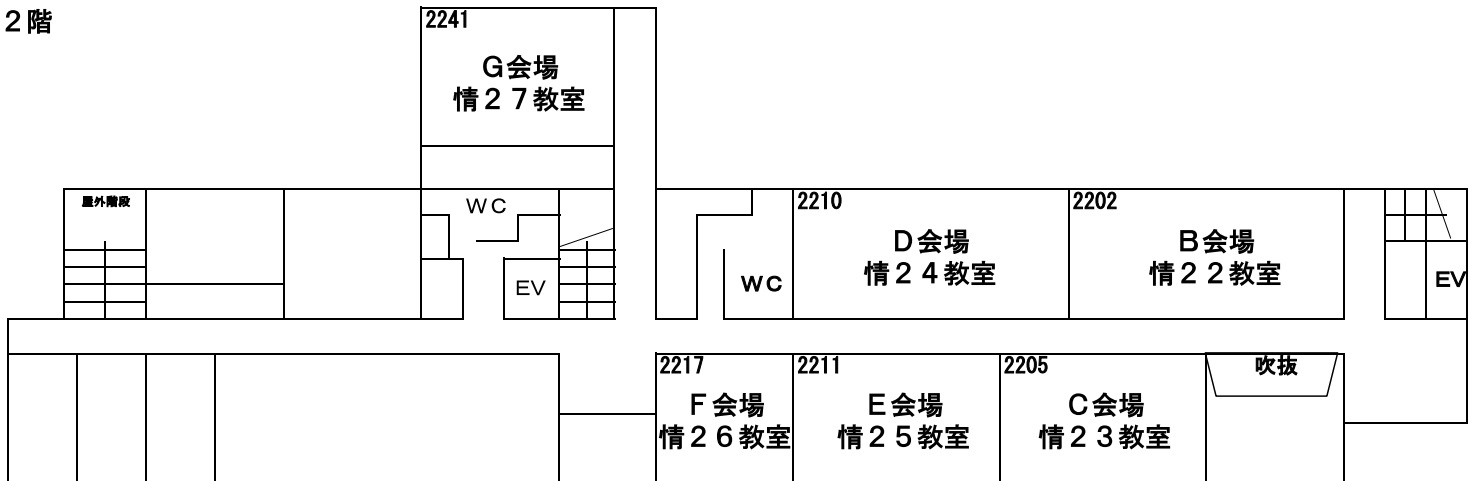 ２階
2241
Ｇ会場
情２７教室
屋外階段
ＷＣ
ＥＶ
ＷＣ
2210
Ｄ会場
情２４教室
2202
Ｂ会場
情２２教室
ＥＶ
2217
Ｆ会場
情２６教室
2211
Ｅ会場
情２５教室
2205
Ｃ会場
情２３教室
吹抜